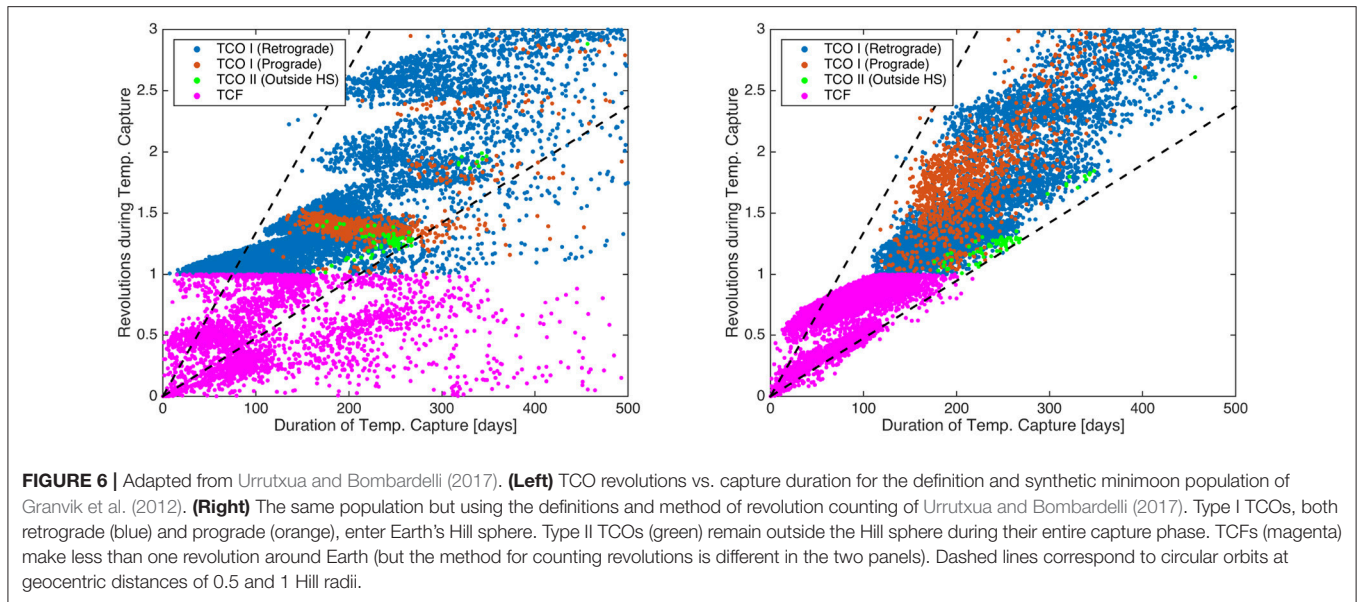 3
2.5
2
1.5
1
0.5
0
Revolutions during Temp. Capture
TCO I (Retrograde)
TCO I (Prograde)
TCO II (Outside HS)
TCF
0 100 200 300 400 500
Duration of Temp. Capture [days]
3
2.5
2
1.5
1
0.5
0
Revolutions during Temp. Capture
TCO I (Retrograde)
TCO I (Prograde)
TCO II (Outside HS)
TCF
0 100 200 300 400 500
Duration of Temp. Capture [days]
FIGURE 6 | Adapted from Urrutxua and Bombardelli (2017). (Left) TCO revolutions vs. capture duration for the definition and synthetic minimoon population of
Granvik et al. (2012). (Right) The same population but using the definitions and method of revolution counting of Urrutxua and Bombardelli (2017). Type I TCOs, both
retrograde (blue) and prograde (orange), enter Earth's Hill sphere. Type II TCOs (green) remain outside the Hill sphere during their entire capture phase. TCFs (magenta)
make less than one revolution around Earth (but the method for counting revolutions is different in the two panels). Dashed lines correspond to circular orbits at
geocentric distances of 0.5 and 1 Hill radii.